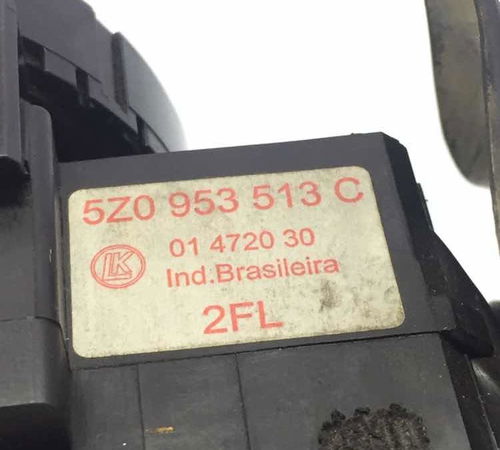 5Z0 953 513 C
LK
01 4720 30
Ind.Brasileira
2FL